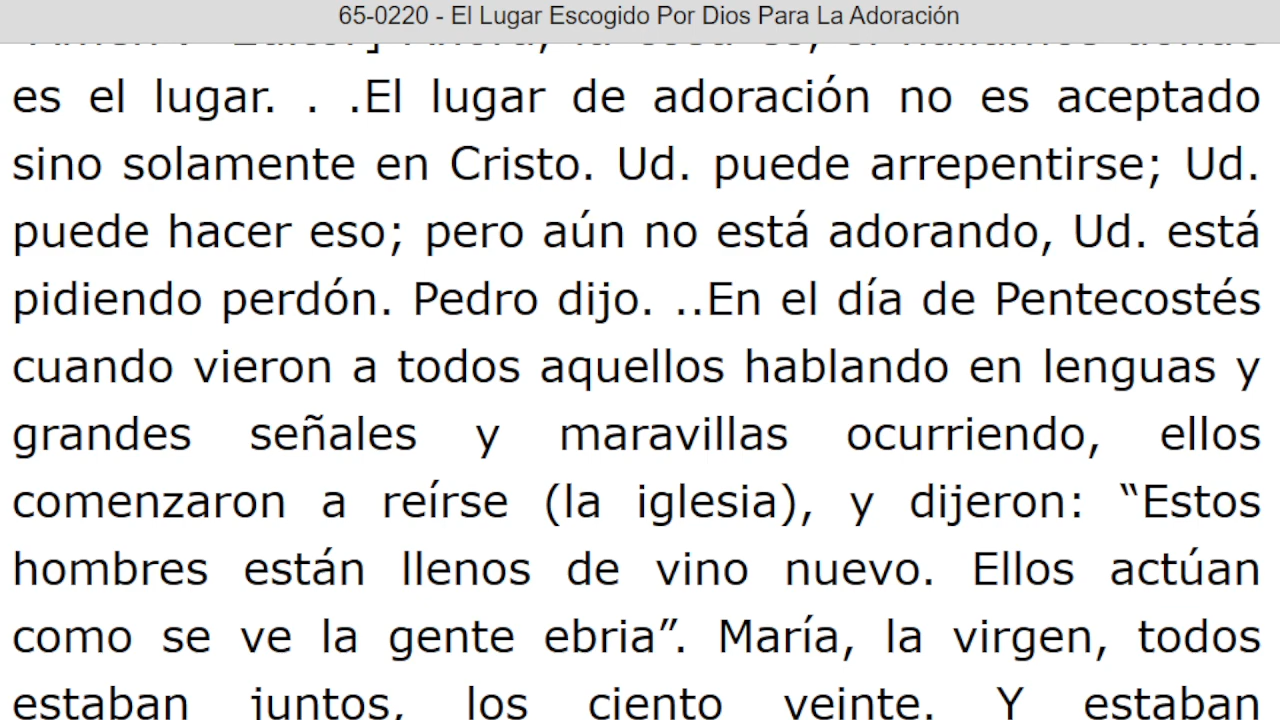 65-0220 - El Lugar Escogido Por Dios Para La Adoración
es el lugar. . .El lugar de adoración no es aceptado
sino solamente en Cristo. Ud. puede arrepentirse; Ud.
puede hacer eso; pero aún no está adorando, Ud. está
pidiendo perdón. Pedro dijo. ..En el día de Pentecostés
cuando vieron a todos aquellos hablando en lenguas y
grandes señales y maravillas ocurriendo, ellos
comenzaron a reírse (la iglesia), y dijeron: “Estos
hombres están llenos de vino nuevo. Ellos actúan
como se ve la gente ebria”. María, la virgen, todos
estaban juntos, los ciento veinte. Y estaban